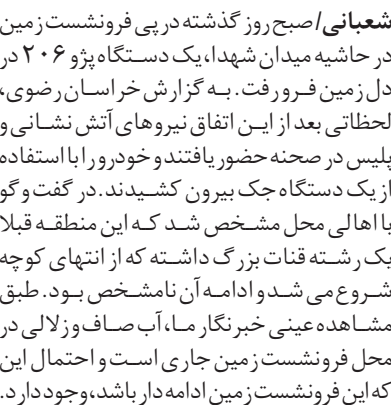 شعبانی/ صبح روز گذشته در پی فرونشست زمین
در حاشیه میدان شهدا، یک دستگاه پژو ۲۰۶ در
دل زمین فرو رفت. به گزارش خراسان رضوی،
لحظاتی بعد از این اتفاق نیروهای آتش نشانی و
پلیس در صحنه حضور یافتند و خودرو را با استفاده
از یک دستگاه جک بیرون کشیدند. در گفت و گو
با اهالی محل مشخص شد که این منطقه قبلا
یک رشته قنات بزرگ داشته که از انتهای کوچه
شروع می شد و ادامه آن نامشخص بود. طبق
مشاهده عینی خبرنگار ما، آب صاف و زلالی در
محل فرونشست زمین جاری است و احتمال این
که این فرونشست زمین ادامه دار باشد، وجود دارد.